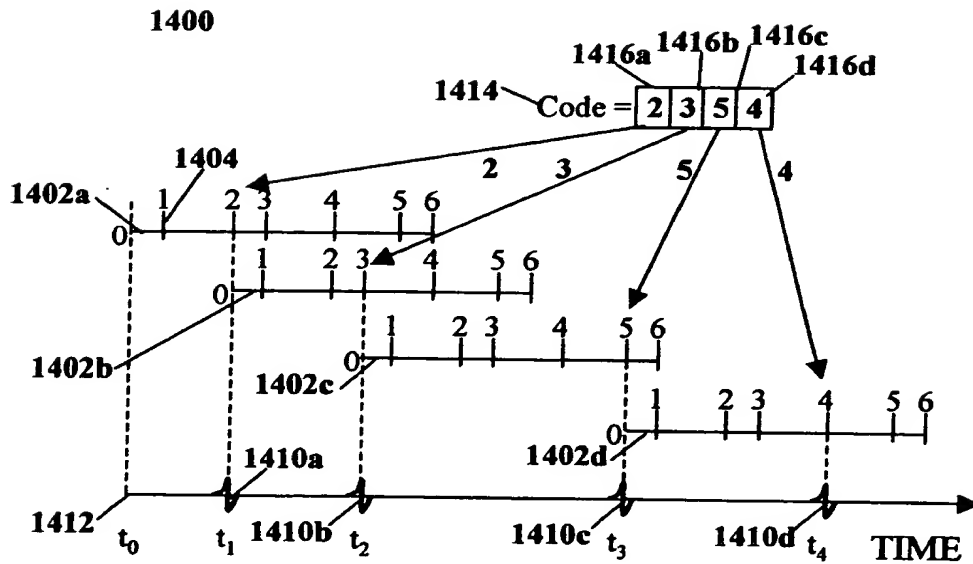 1400
1416a 1416b 1416c
1416d
1414 Code = 2 3 5 4
2 3 5 4
1404
1402a
1 2 3 4 5 6
0
1 2 3 4 5 6
0
1402b
1 2 3 4 5 6
0
1402c
1 2 3 4 5 6
0
1402d
1410a
1412 1410b 1410c 1410d
t0 t1 t2 t3 t4 TIME